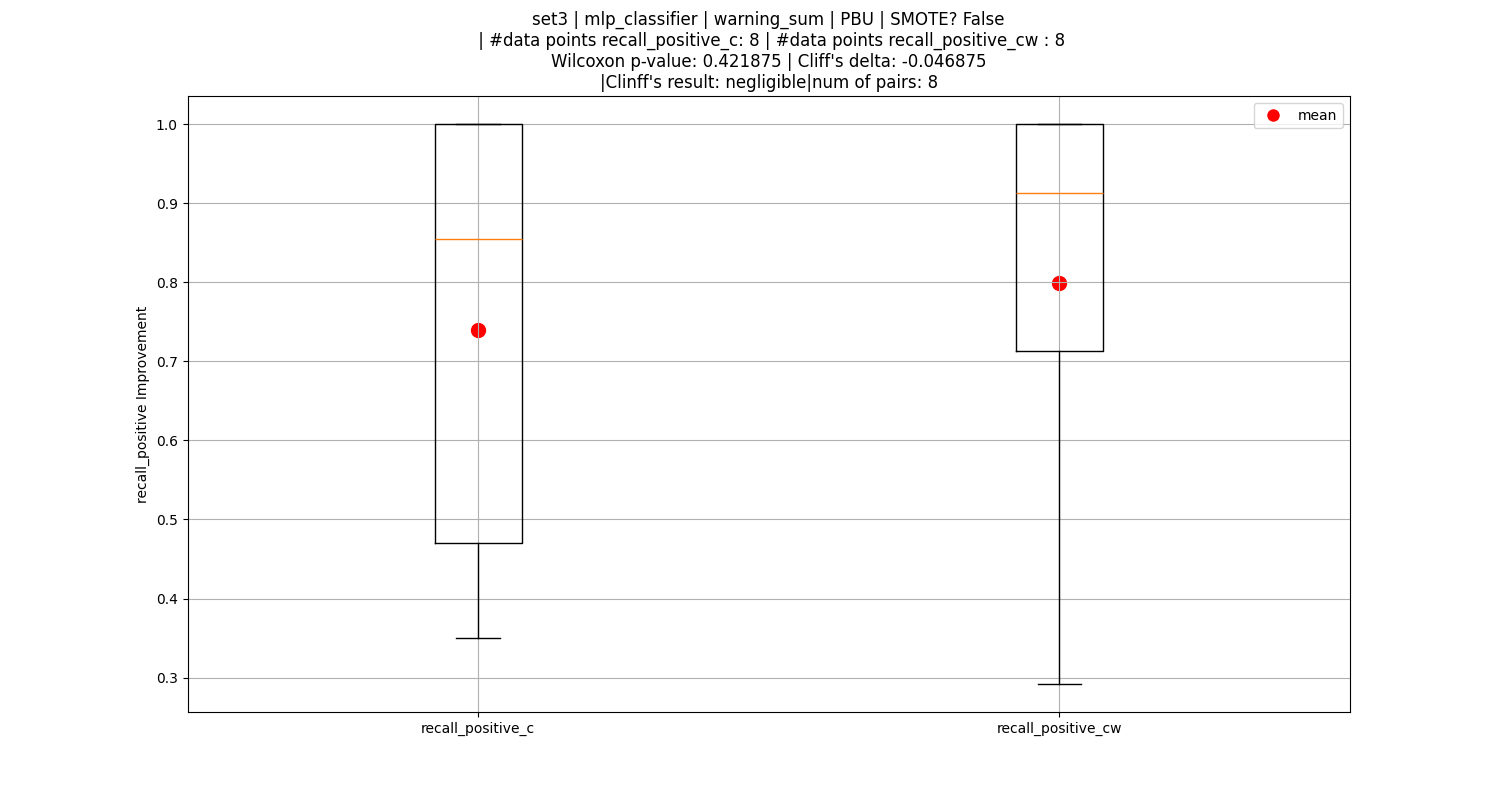 set3 | mlp_classifier | warning_sum | PBU | SMOTE? False
| #data points recall_positive_c: 8 | #data points recall_positive_cw : 8
Wilcoxon p-value: 0.421875 | Cliff's delta: -0.046875
|Clinff's result: negligible|num of pairs: 8
mean
1.0
0.9
0.8
0.7
0.6
0.5
0.4
0.3
recall_positive Improvement
recall_positive_c
recall_positive_cw